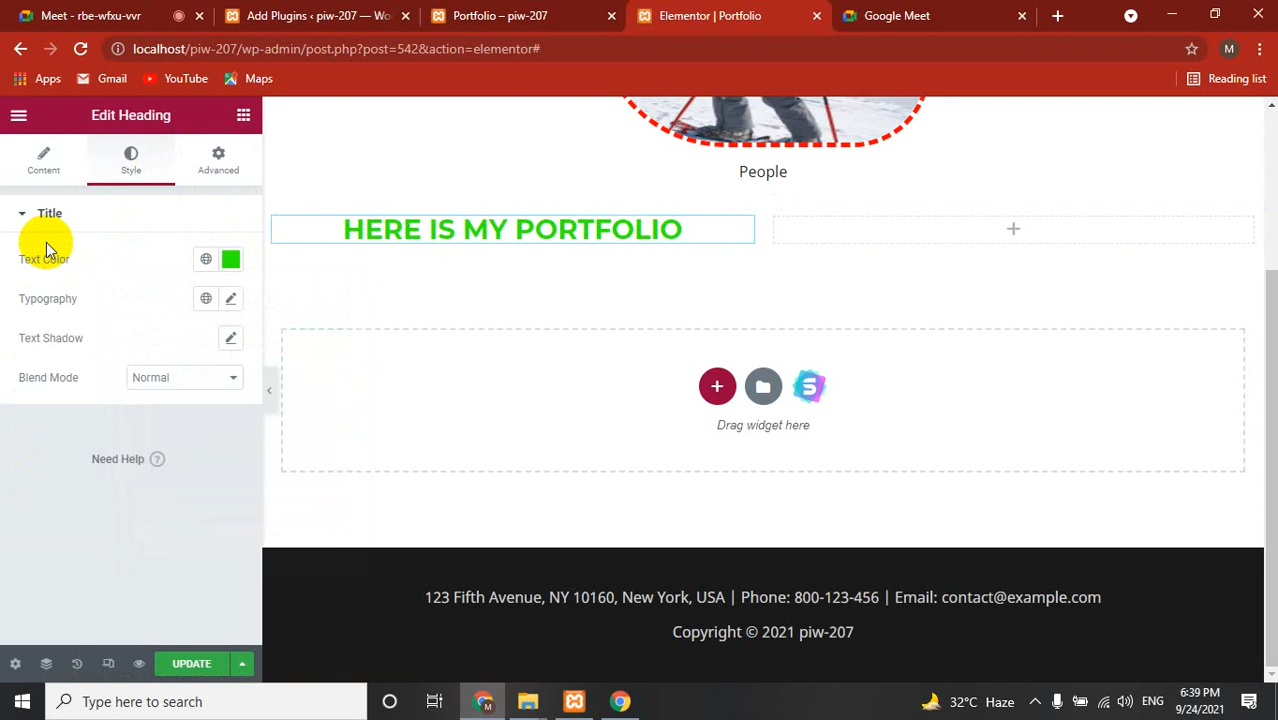 Meet - rbe-wfxu-vvr
Add Plugins ‹ piw-207 — Wo
Portfolio – piw-207
Elementor | Portfolio
Google Meet
localhost/piw-207/wp-admin/post.php?post=542&action=elementor#
M
Apps
Gmail
YouTube
Maps
Reading list
Edit Heading
Content
Style
Advanced
People
Title
HERE IS MY PORTFOLIO
Text Color
Typography
Text Shadow
Blend Mode
Normal
Drag widget here
Need Help
123 Fifth Avenue, NY 10160, New York, USA | Phone: 800-123-456 | Email: contact@example.com
Copyright © 2021 piw-207
UPDATE
Type here to search
32°C Haze
ENG
6:39 PM
9/24/2021